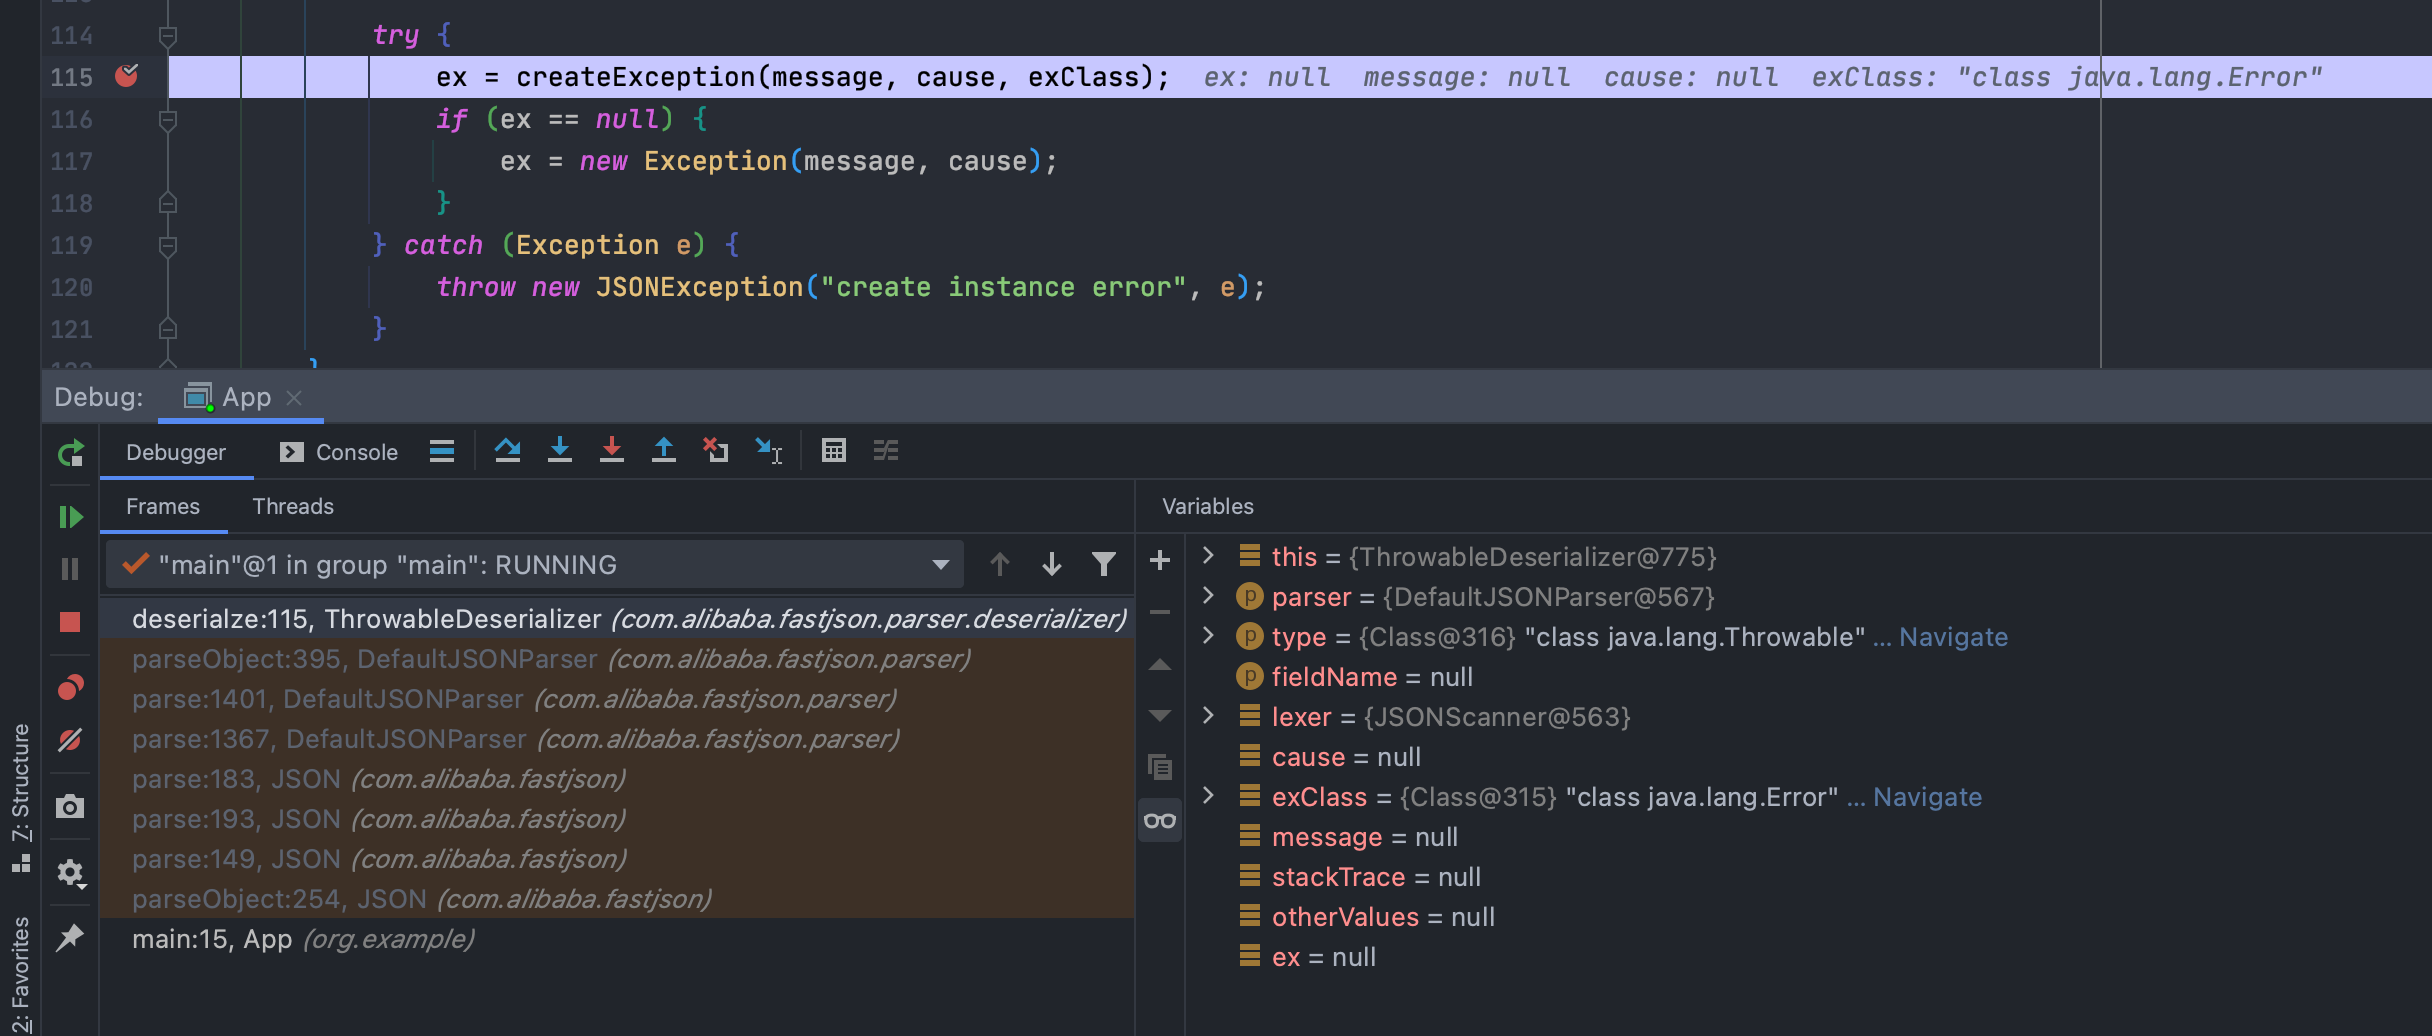 114 try {
115 ex = createException(message, cause, exClass); ex: null message: null cause: null exClass: "class java.lang.Error"
116 if (ex == null) {
117 ex = new Exception(message, cause);
118 }
119 } catch (Exception e) {
120 throw new JSONException("create instance error", e);
121 }
Debug: App
Debugger Console
Frames Threads
Variables
"main"@1 in group "main": RUNNING
deserialze:115, ThrowableDeserializer (com.alibaba.fastjson.parser.deserializer)
parseObject:395, DefaultJSONParser (com.alibaba.fastjson.parser)
parse:1401, DefaultJSONParser (com.alibaba.fastjson.parser)
parse:1367, DefaultJSONParser (com.alibaba.fastjson.parser)
parse:183, JSON (com.alibaba.fastjson)
parse:193, JSON (com.alibaba.fastjson)
parse:149, JSON (com.alibaba.fastjson)
parseObject:254, JSON (com.alibaba.fastjson)
main:15, App (org.example)
this = {ThrowableDeserializer@775}
p parser = {DefaultJSONParser@567}
p type = {Class@316} "class java.lang.Throwable" ... Navigate
p fieldName = null
lexer = {JSONScanner@563}
cause = null
exClass = {Class@315} "class java.lang.Error" ... Navigate
message = null
stackTrace = null
otherValues = null
ex = null
7: Structure
2: Favorites